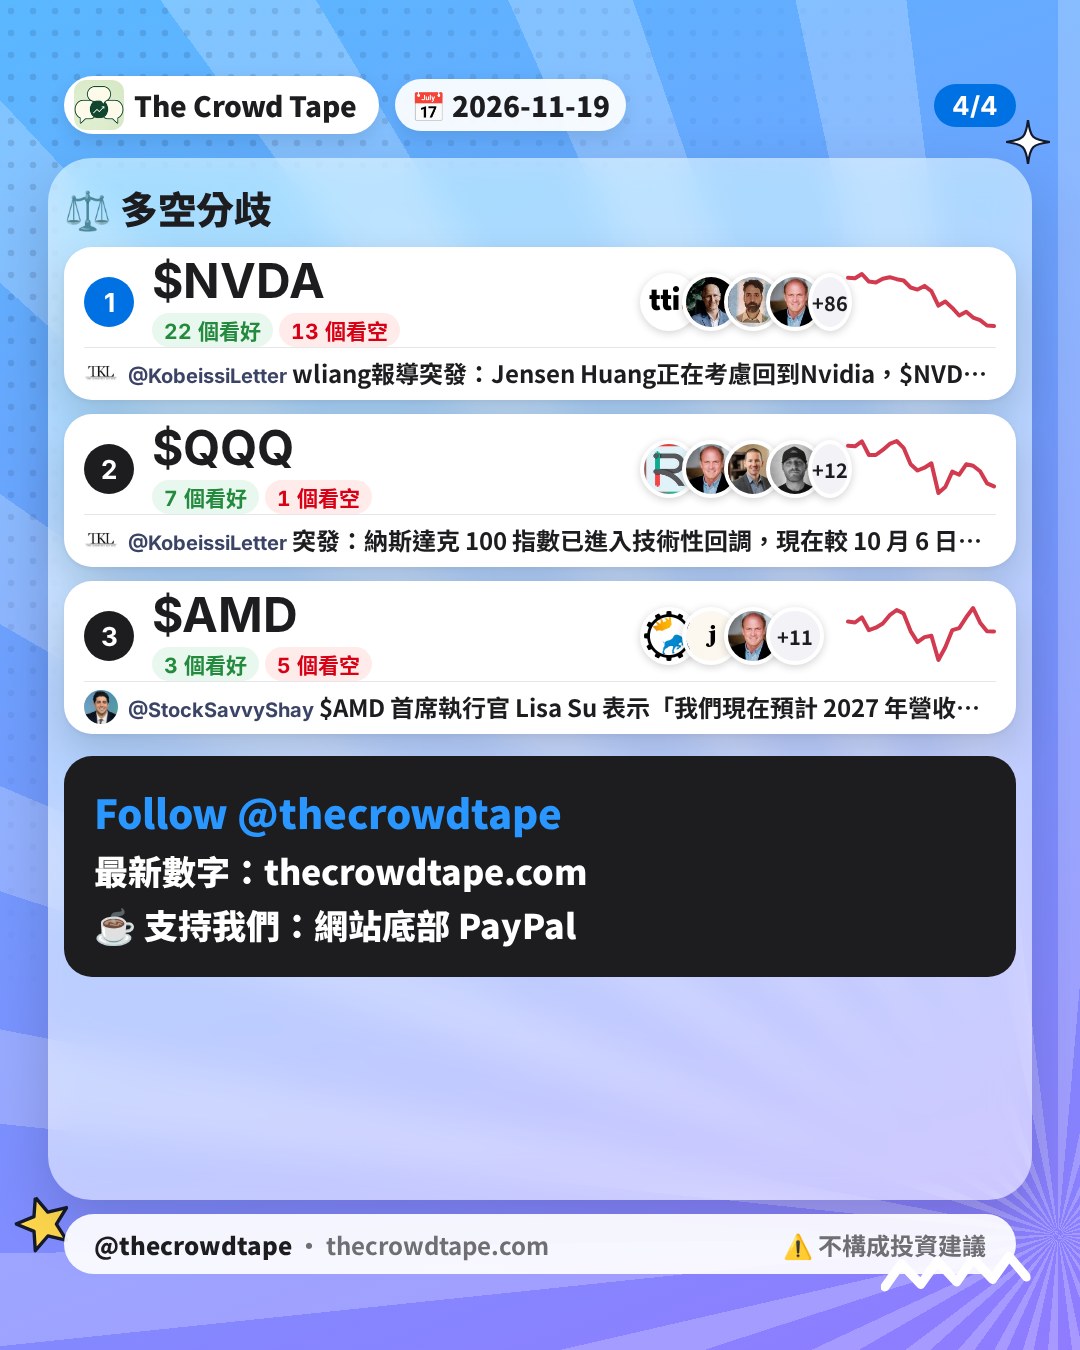 The Crowd Tape
2026-11-19
4/4
多空分歧
1
$NVDA
22 個看好
13 個看空
tti
+86
TKL
@KobeissiLetter wliang報導突發：Jensen Huang正在考慮回到Nvidia，$NVD…
2
$QQQ
7 個看好
1 個看空
R
+12
TKL
@KobeissiLetter 突發：納斯達克 100 指數已進入技術性回調，現在較 10 月 6 日…
3
$AMD
3 個看好
5 個看空
j
+11
@StockSavvyShay $AMD 首席執行官 Lisa Su 表示「我們現在預計 2027 年營收…
Follow @thecrowdtape
最新數字：thecrowdtape.com
支持我們：網站底部 PayPal
@thecrowdtape • thecrowdtape.com
不構成投資建議